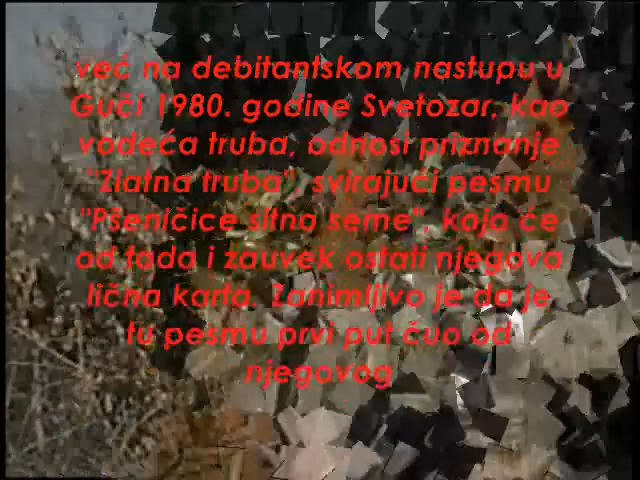 već na debitantskom nastupu u
Guči 1980. godine Svetozar, kao
vodeća truba, odnosi priznanje
"Zlatna truba", svirajući pesmu
"Pšeničice sitno seme", koja će
od tada i zauvek ostati njegova
lična karta. Zanimljivo je da je
tu pesmu prvi put čuo od
njegovog